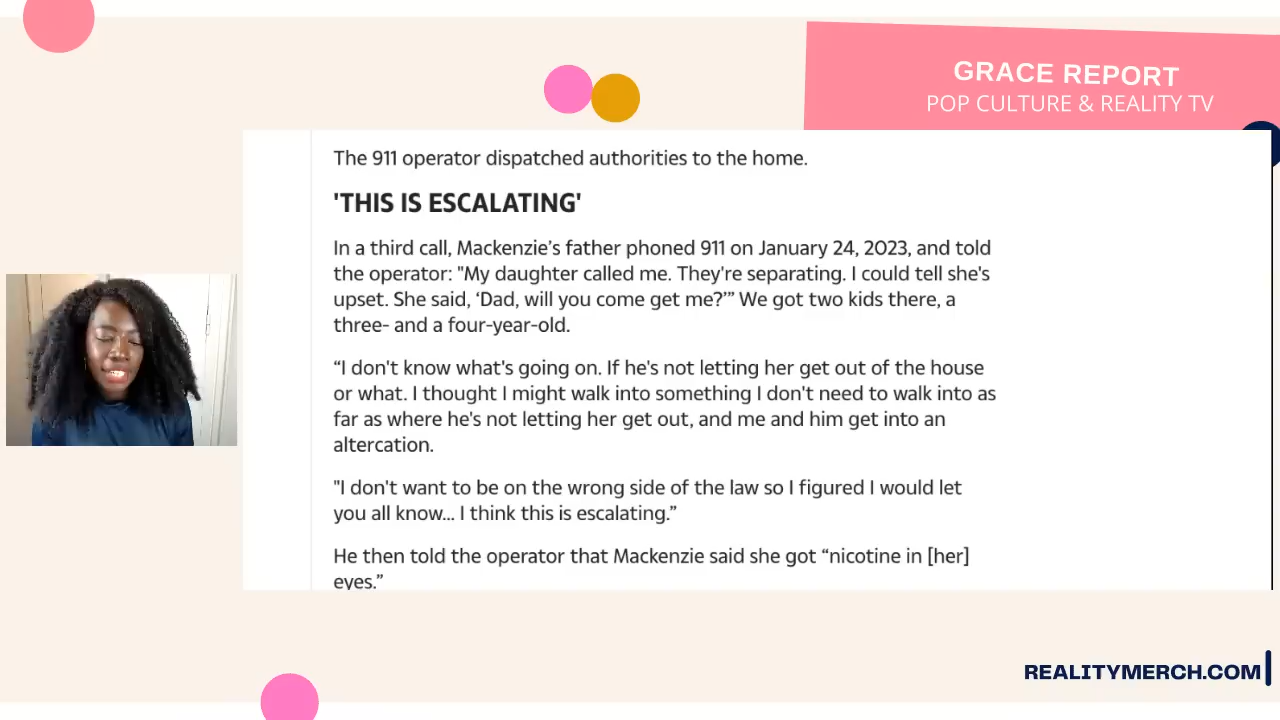 GRACE REPORT
POP CULTURE & REALITY TV
The 911 operator dispatched authorities to the home.
'THIS IS ESCALATING'
In a third call, Mackenzie’s father phoned 911 on January 24, 2023, and told
the operator: "My daughter called me. They're separating. I could tell she's
upset. She said, ‘Dad, will you come get me?’” We got two kids there, a
three- and a four-year-old.
“I don't know what's going on. If he's not letting her get out of the house
or what. I thought I might walk into something I don't need to walk into as
far as where he's not letting her get out, and me and him get into an
altercation.
"I don't want to be on the wrong side of the law so I figured I would let
you all know... I think this is escalating.”
He then told the operator that Mackenzie said she got “nicotine in [her]
eyes.”
REALITYMERCH.COM